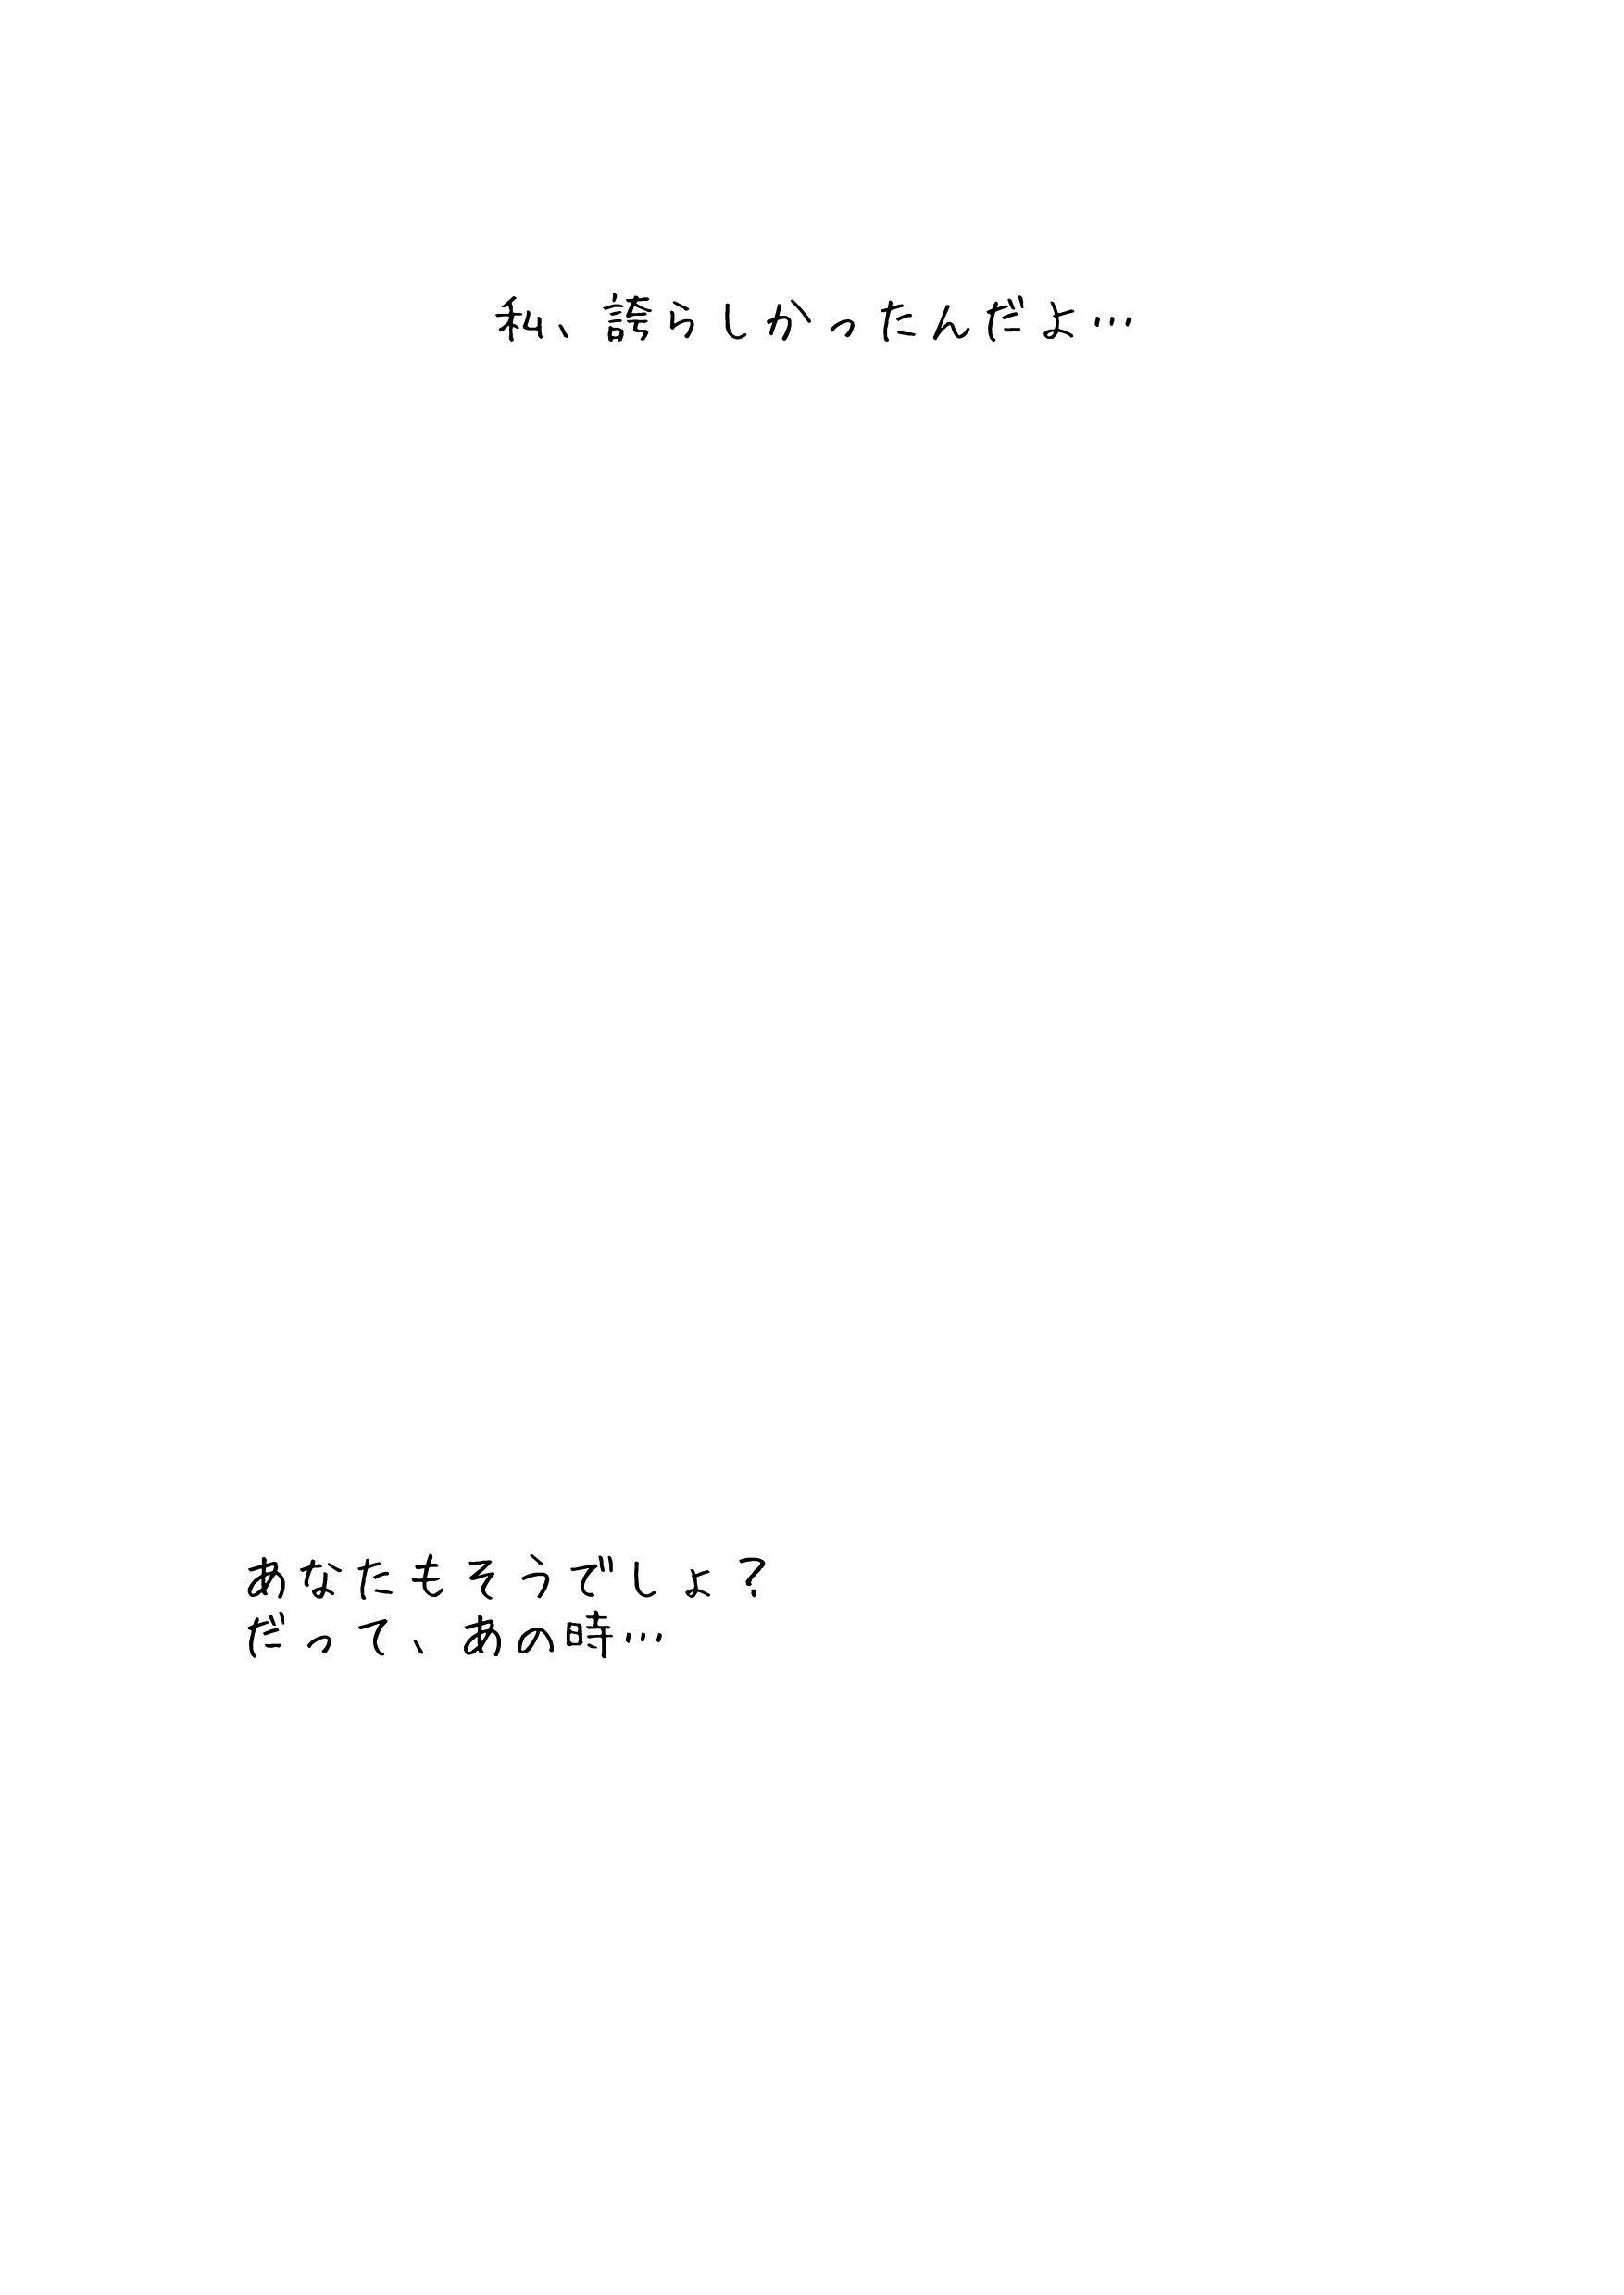 私、誇らしかったんだよ…
あなたもそうでしょ?
だって、あの時…